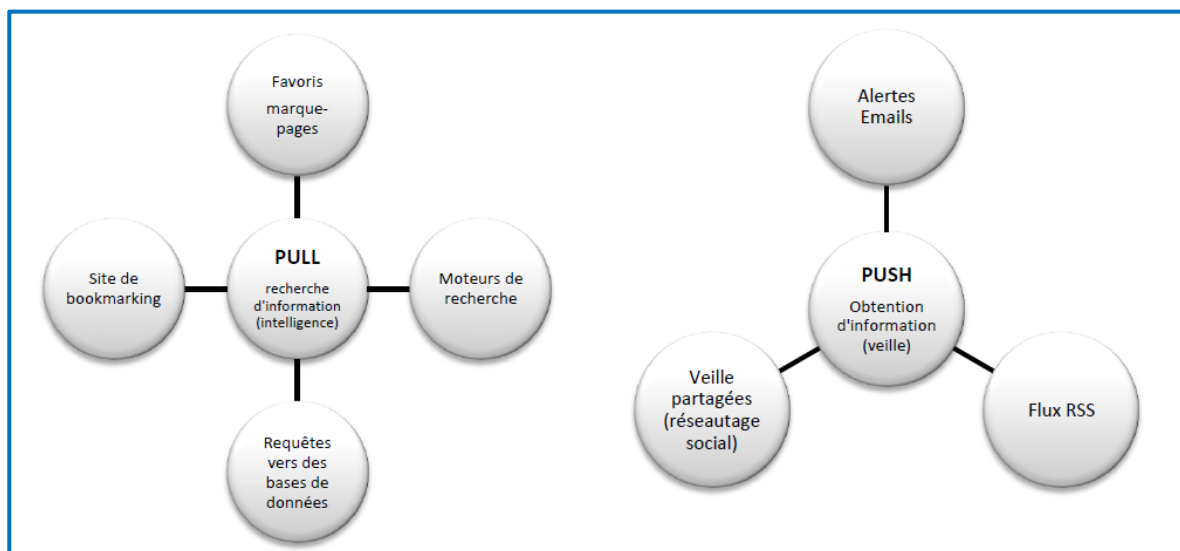 Favoris
marque-
pages
Site de
bookmarking
PULL
recherche
d'information
(intelligence)
Moteurs de
recherche
Requêtes
vers des
bases de
données
Alertes
Emails
PUSH
Obtention
d'information
(veille)
Veille
partagées
(réseautage
social)
Flux RSS